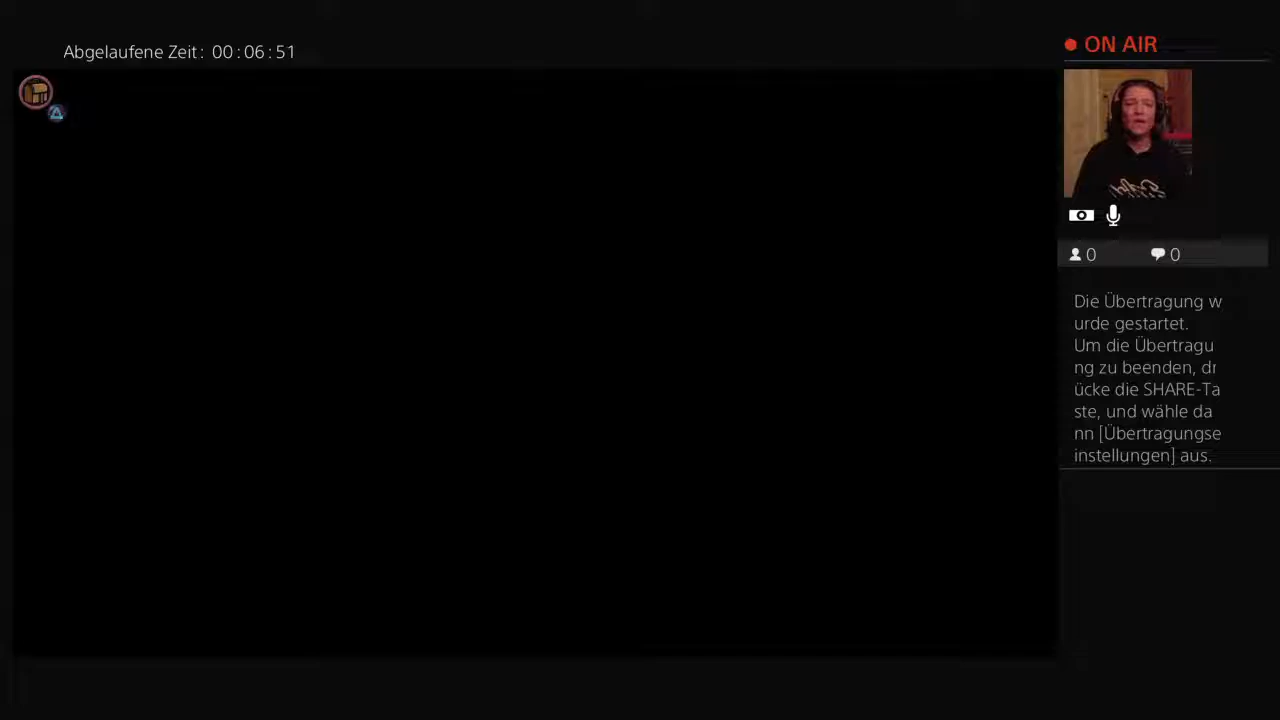 Abgelaufene Zeit: 00:06:51
ON AIR
0 0
Die Übertragung w
urde gestartet.
Um die Übertragu
ng zu beenden, dr
ücke die SHARE-Ta
ste, und wähle da
nn [Übertragungse
instellungen] aus.